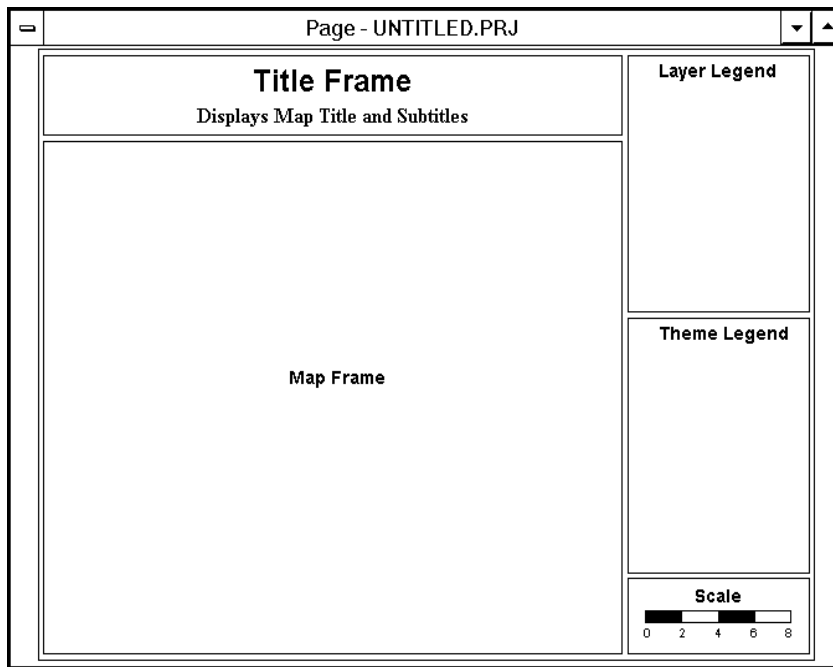 Page - UNTITLED.PRJ
Title Frame
Displays Map Title and Subtitles
Map Frame
Layer Legend
Theme Legend
Scale
0 2 4 6 8